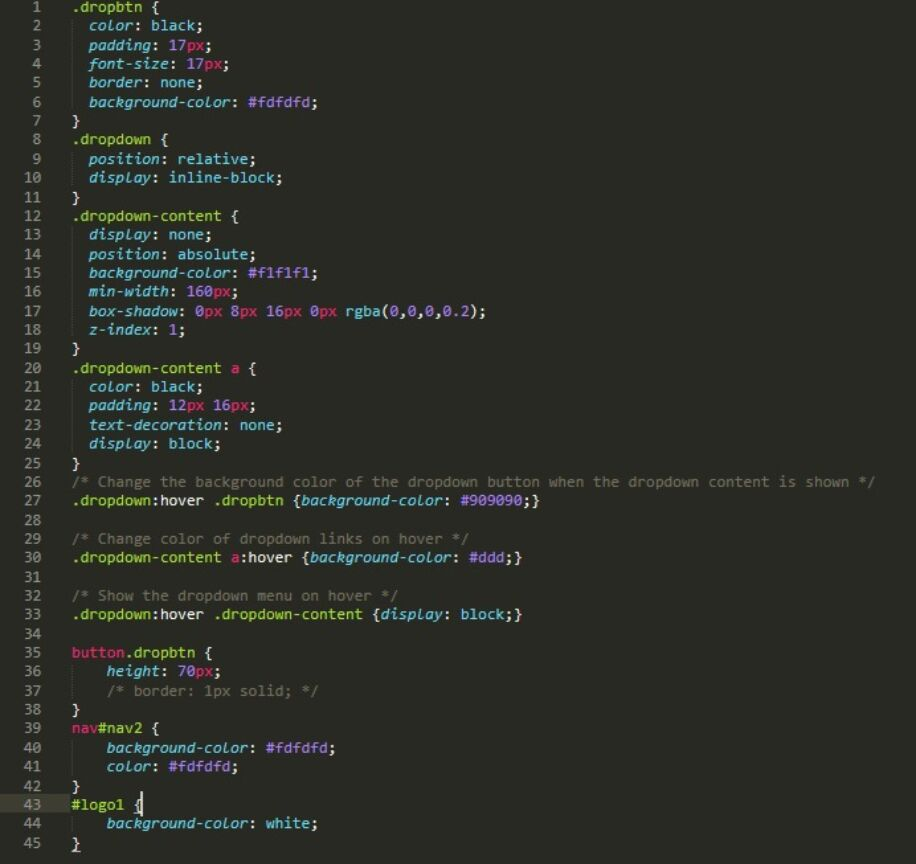 1 .dropbtn {
2 color: black;
3 padding: 17px;
4 font-size: 17px;
5 border: none;
6 background-color: #fdfdfd;
7 }
8 .dropdown {
9 position: relative;
10 display: inline-block;
11 }
12 .dropdown-content {
13 display: none;
14 position: absolute;
15 background-color: #f1f1f1;
16 min-width: 160px;
17 box-shadow: 0px 8px 16px 0px rgba(0,0,0,0.2);
18 z-index: 1;
19 }
20 .dropdown-content a {
21 color: black;
22 padding: 12px 16px;
23 text-decoration: none;
24 display: block;
25 }
26 /* Change the background color of the dropdown button when the dropdown content is shown */
27 .dropdown:hover .dropbtn {background-color: #909090;}
28
29 /* Change color of dropdown links on hover */
30 .dropdown-content a:hover {background-color: #ddd;}
31
32 /* Show the dropdown menu on hover */
33 .dropdown:hover .dropdown-content {display: block;}
34
35 button.dropbtn {
36 height: 70px;
37 /* border: 1px solid; */
38 }
39 nav#nav2 {
40 background-color: #fdfdfd;
41 color: #fdfdfd;
42 }
43 #logo1 {
44 background-color: white;
45 }